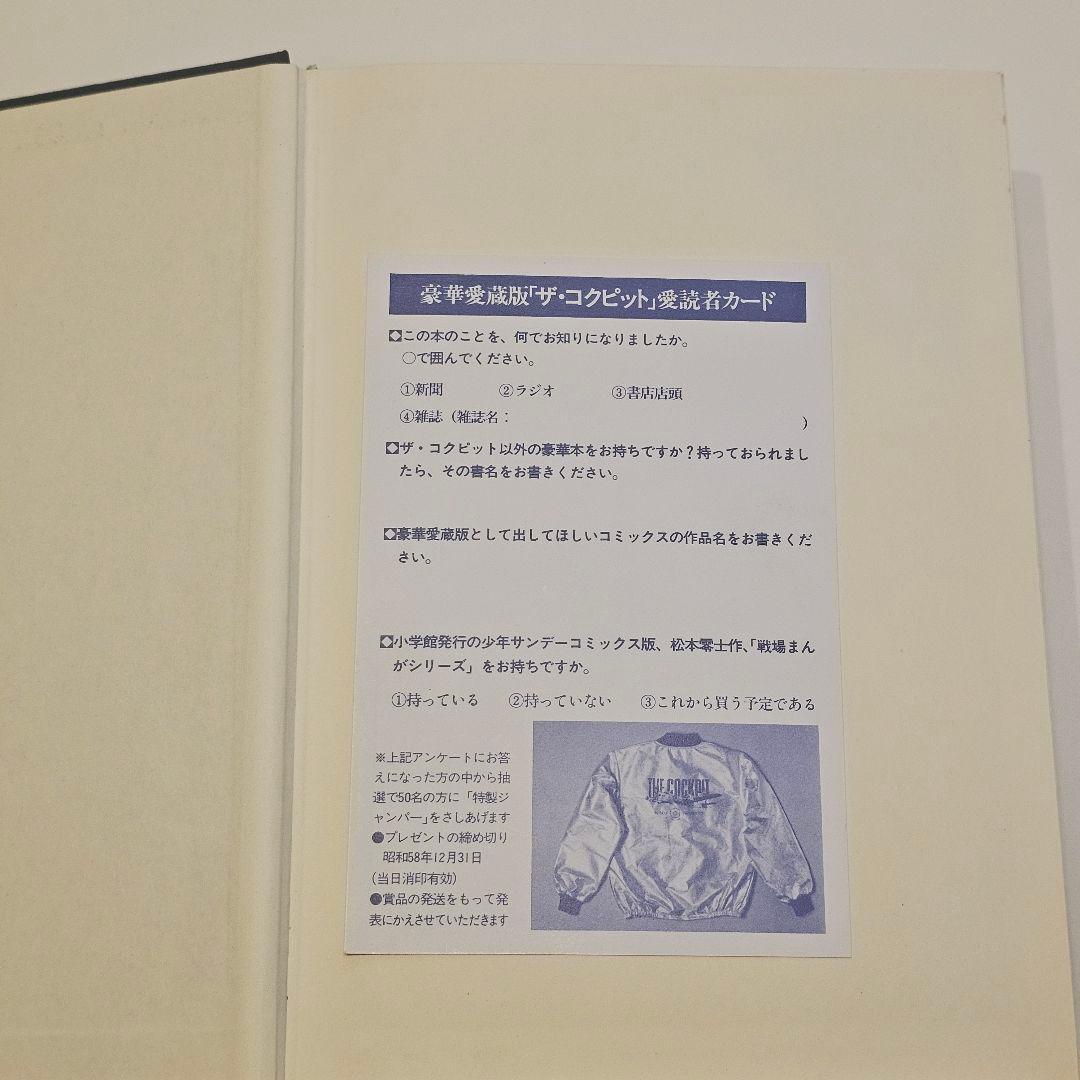 豪華愛蔵版「ザ・コクピット」愛読者カード
この本のことを、何でお知りになりましたか。
○で囲んでください。
①新聞 ②ラジオ ③書店店頭
④雑誌（雑誌名： ）
ザ・コクピット以外の豪華本をお持ちですか？持っておられまし
たら、その書名をお書きください。
豪華愛蔵版として出してほしいコミックスの作品名をお書きくだ
さい。
小学館発行の少年サンデーコミックス版、松本零士作、「戦場まん
がシリーズ」をお持ちですか。
①持っている ②持っていない ③これから買う予定である
※上記アンケートにお答
えになった方の中から抽
選で50名の方に「特製ジ
ャンパー」をさしあげます
●プレゼントの締め切り
昭和58年12月31日
（当日消印有効）
●賞品の発送をもって発
表にかえさせていただきます
THE COCKPIT